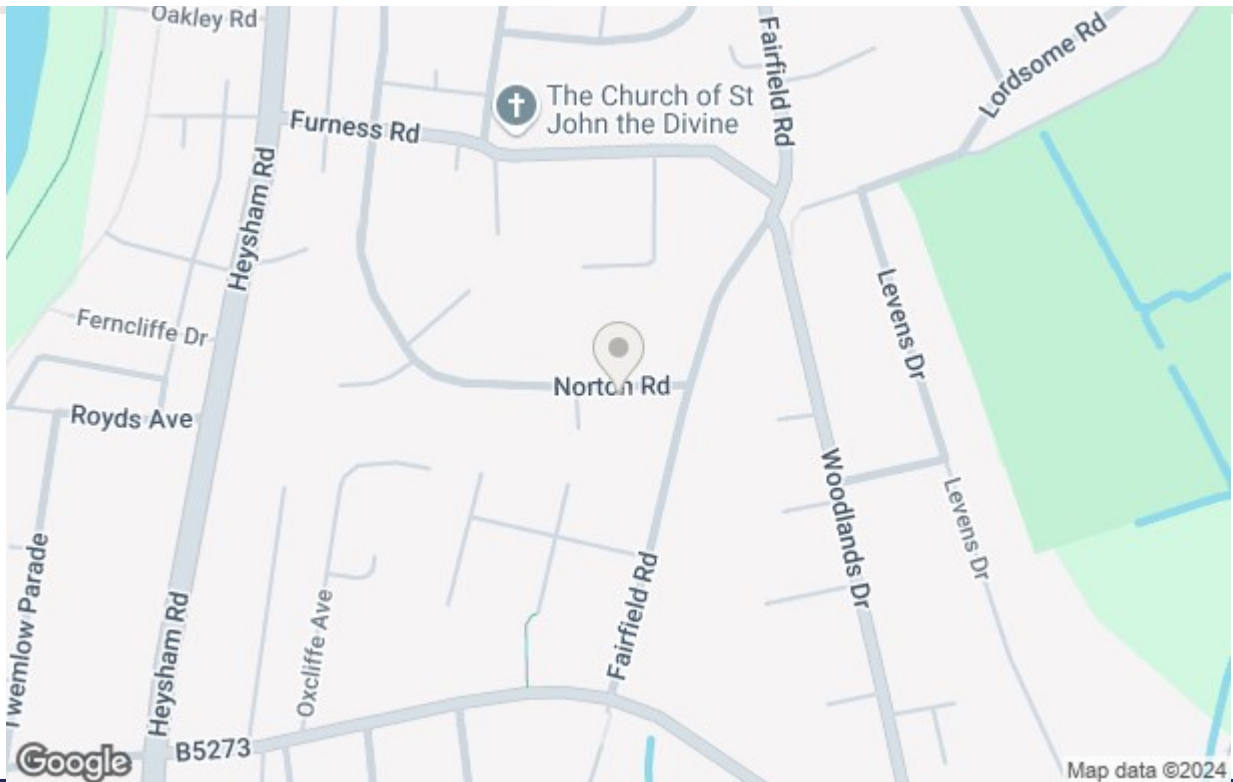 Oakley Rd
Fairfield Rd
Lordsome Rd
The Church of St
John the Divine
Furness Rd
Heysham Rd
Ferncliffe Dr
Levens Dr
Norton Rd
Royds Ave
Woodlands Dr
Levens Dr
Twemlow Parade
Fairfield Rd
Oxcliffe Ave
Heysham Rd
B5273
Google
Map data ©2024